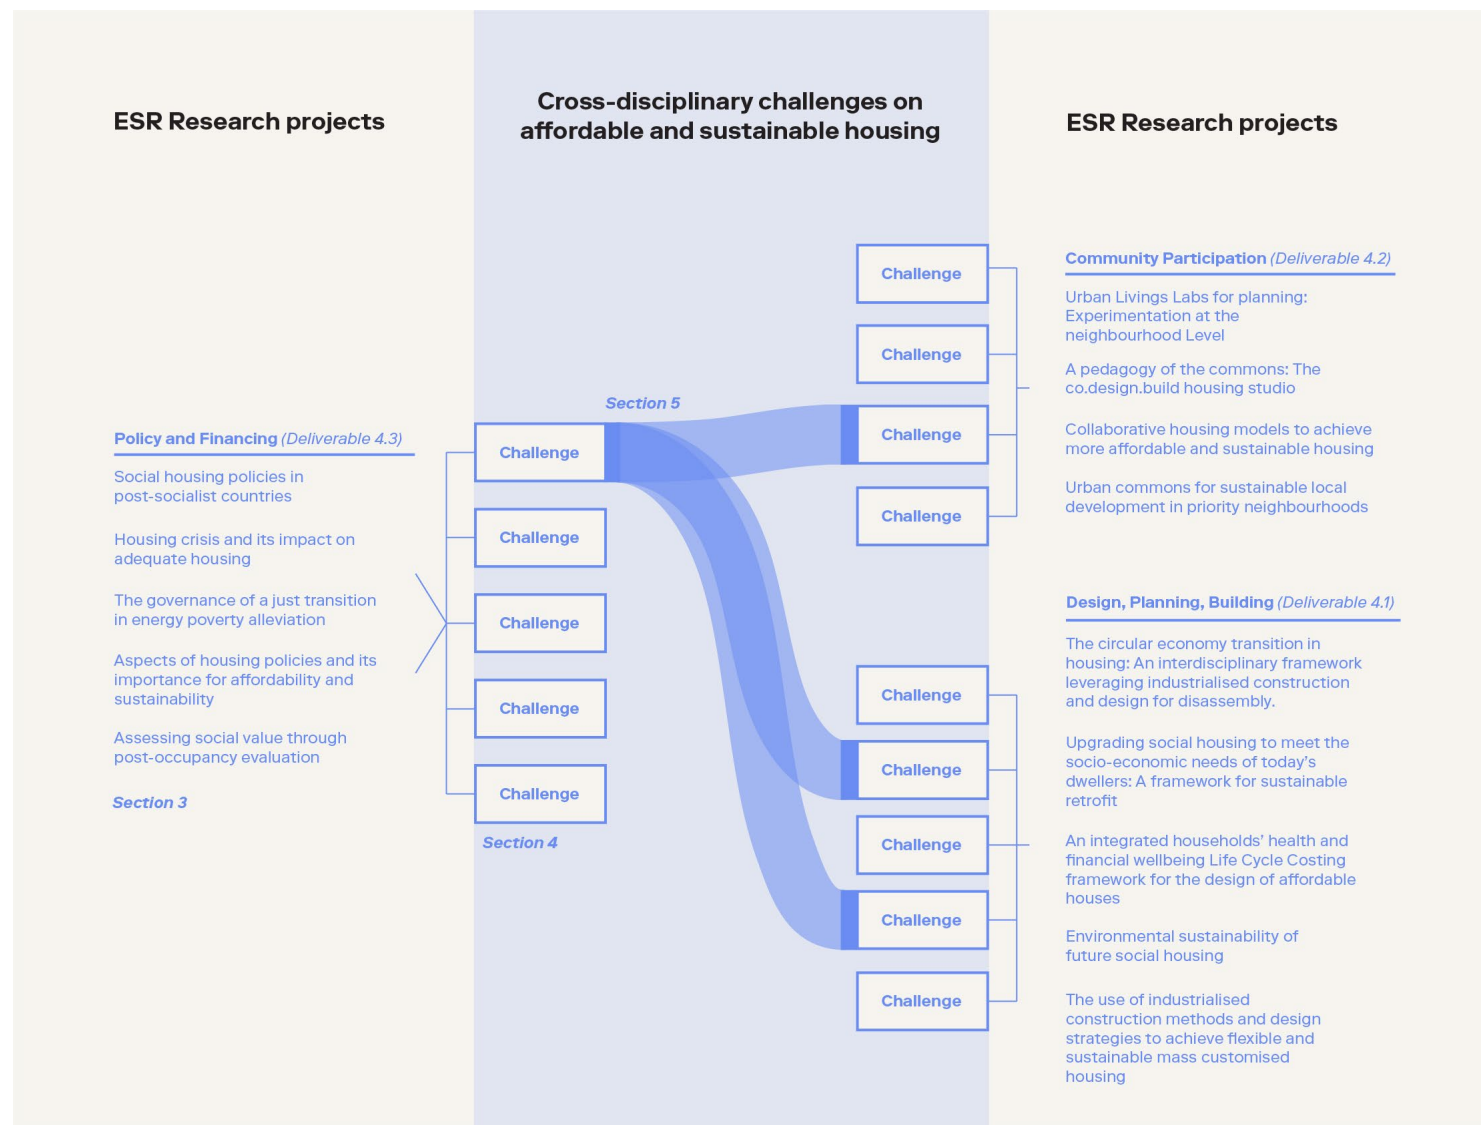 ESR Research projects
Cross-disciplinary challenges on
affordable and sustainable housing
ESR Research projects
Policy and Financing (Deliverable 4.3)
Social housing policies in
post-socialist countries
Housing crisis and its impact on
adequate housing
The governance of a just transition
in energy poverty alleviation
Aspects of housing policies and its
importance for affordability and
sustainability
Assessing social value through
post-occupancy evaluation
Section 3
Section 5
Challenge
Challenge
Challenge
Challenge
Challenge
Section 4
Challenge
Challenge
Challenge
Challenge
Challenge
Challenge
Challenge
Challenge
Challenge
Community Participation (Deliverable 4.2)
Urban Livings Labs for planning:
Experimentation at the
neighbourhood Level
A pedagogy of the commons: The
co.design.build housing studio
Collaborative housing models to achieve
more affordable and sustainable housing
Urban commons for sustainable local
development in priority neighbourhoods
Design, Planning, Building (Deliverable 4.1)
The circular economy transition in
housing: An interdisciplinary framework
leveraging industrialised construction
and design for disassembly.
Upgrading social housing to meet the
socio-economic needs of today's
dwellers: A framework for sustainable
retrofit
An integrated households' health and
financial wellbeing Life Cycle Costing
framework for the design of affordable
houses
Environmental sustainability of
future social housing
The use of industrialised
construction methods and design
strategies to achieve flexible and
sustainable mass customised
housing